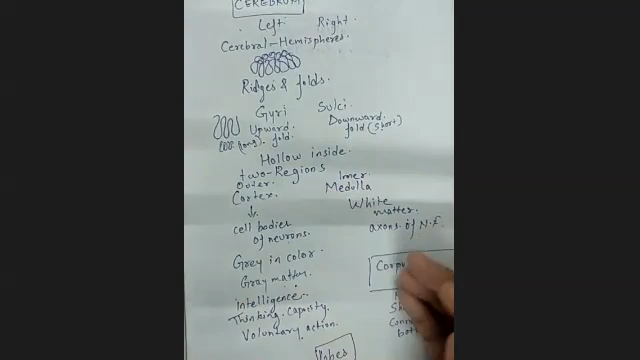 CEREBRUM
Left Right
Cerebral-Hemispheres.
Ridges & folds.
Gyri Sulci
Upward Downward
(long) fold. fold (Short)
Hollow inside.
two-Regions
Outer Inner
Cortex Medulla
↓ White
matter.
cell bodies axons of N.F.
of neurons.
Grey in color.
Gray matter.
Intelligence
Thinking. Capacity.
Voluntary action.
Lobes